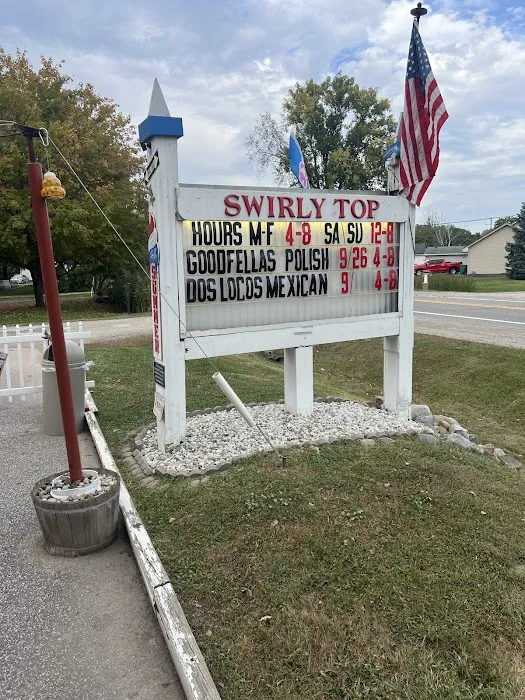 SWIRLY TOP
HOURS M-F 4-8 SA SU 12-8
GOODFELLAS POLISH 9/26 4-8
DOS LOCOS MEXICAN 9 4-8